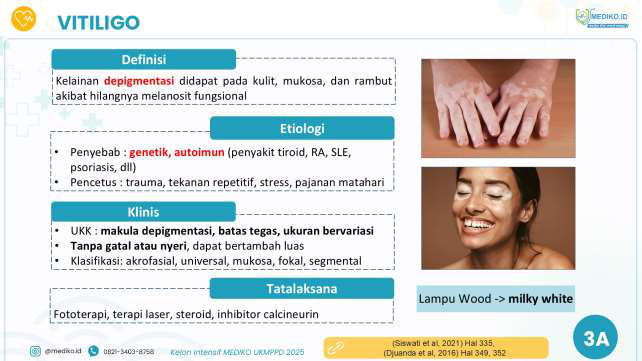 VITILIGO
MEDIKO.ID
Definisi
Kelainan depigmentasi didapat pada kulit, mukosa, dan rambut
akibat hilangnya melanosit fungsional
Etiologi
• Penyebab : genetik, autoimun (penyakit tiroid, RA, SLE,
psoriasis, dll)
• Pencetus : trauma, tekanan repetitif, stress, pajanan matahari
Klinis
• UKK : makula depigmentasi, batas tegas, ukuran bervariasi
• Tanpa gatal atau nyeri, dapat bertambah luas
• Klasifikasi: akrofasial, universal, mukosa, fokal, segmental
Tatalaksana
Fototerapi, terapi laser, steroid, inhibitor calcineurin
Lampu Wood -> milky white
@mediko.id
0821-3403-8758
Kelan Intensif MEDIKO UKMPPD 2025
(Siswati et al, 2021) Hal 335,
(Djuanda et al, 2016) Hal 349, 352
3A